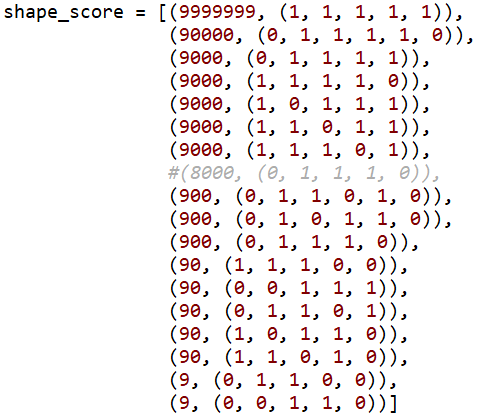 shape_score = [(9999999, (1, 1, 1, 1, 1)),
(90000, (0, 1, 1, 1, 1, 0)),
(9000, (0, 1, 1, 1, 1)),
(9000, (1, 1, 1, 1, 0)),
(9000, (1, 0, 1, 1, 1)),
(9000, (1, 1, 0, 1, 1)),
(9000, (1, 1, 1, 0, 1)),
#(8000, (0, 1, 1, 1, 0)),
(900, (0, 1, 1, 0, 1, 0)),
(900, (0, 1, 0, 1, 1, 0)),
(900, (0, 1, 1, 1, 0)),
(90, (1, 1, 1, 0, 0)),
(90, (0, 0, 1, 1, 1)),
(90, (0, 1, 1, 0, 1)),
(90, (1, 0, 1, 1, 0)),
(90, (1, 1, 0, 1, 0)),
(9, (0, 1, 1, 0, 0)),
(9, (0, 0, 1, 1, 0))]